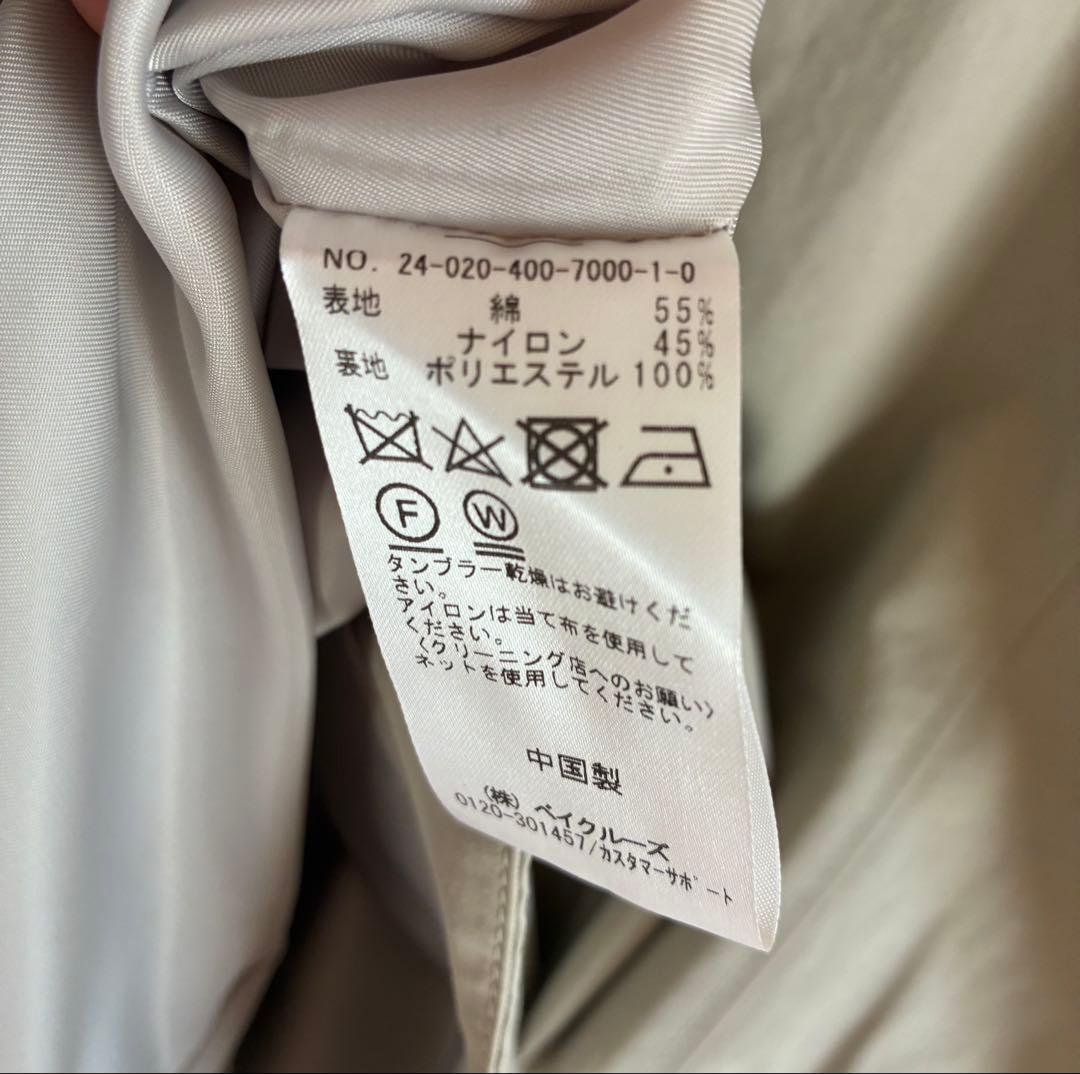 NO. 24-020-400-7000-1-0
表地 綿 55%
ナイロン 45%
裏地 ポリエステル 100%
F W
タンブラー乾燥はお避けくだ
さい。
アイロンは当て布を使用して
ください。
〈クリーニング店へのお願い〉
ネットを使用してください。
中国製
(株) ベイクルーズ
0120-301457/カスタマーサポート